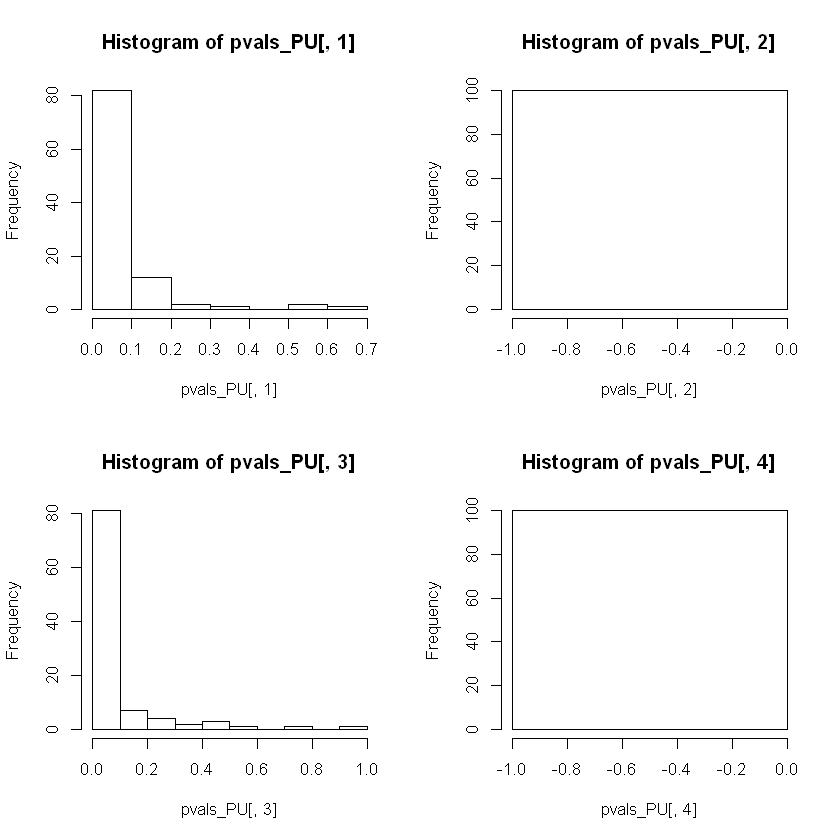 Histogram of pvals_PU[, 1]
Frequency
80
60
40
20
0
0.0 0.1 0.2 0.3 0.4 0.5 0.6 0.7
pvals_PU[, 1]
Histogram of pvals_PU[, 2]
Frequency
100
80
60
40
20
0
-1.0 -0.8 -0.6 -0.4 -0.2 0.0
pvals_PU[, 2]
Histogram of pvals_PU[, 3]
Frequency
80
60
40
20
0
0.0 0.2 0.4 0.6 0.8 1.0
pvals_PU[, 3]
Histogram of pvals_PU[, 4]
Frequency
100
80
60
40
20
0
-1.0 -0.8 -0.6 -0.4 -0.2 0.0
pvals_PU[, 4]